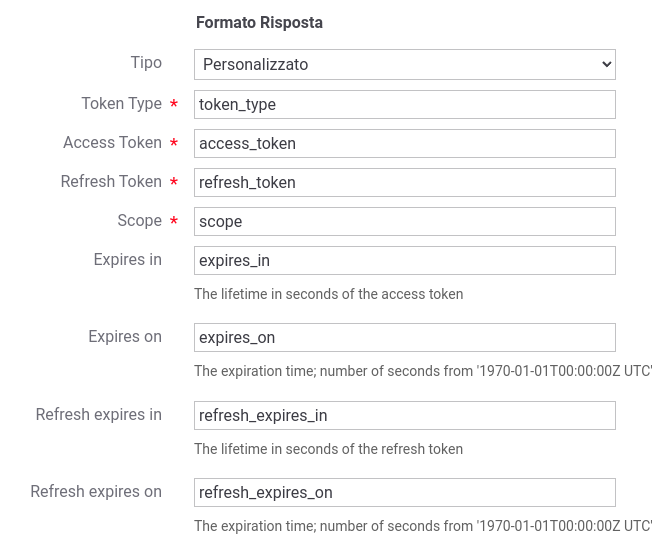 Formato Risposta
Tipo Personalizzato
Token Type * token_type
Access Token * access_token
Refresh Token * refresh_token
Scope * scope
Expires in expires_in
The lifetime in seconds of the access token
Expires on expires_on
The expiration time; number of seconds from '1970-01-01T00:00:00Z UTC'
Refresh expires in refresh_expires_in
The lifetime in seconds of the refresh token
Refresh expires on refresh_expires_on
The expiration time; number of seconds from '1970-01-01T00:00:00Z UTC'